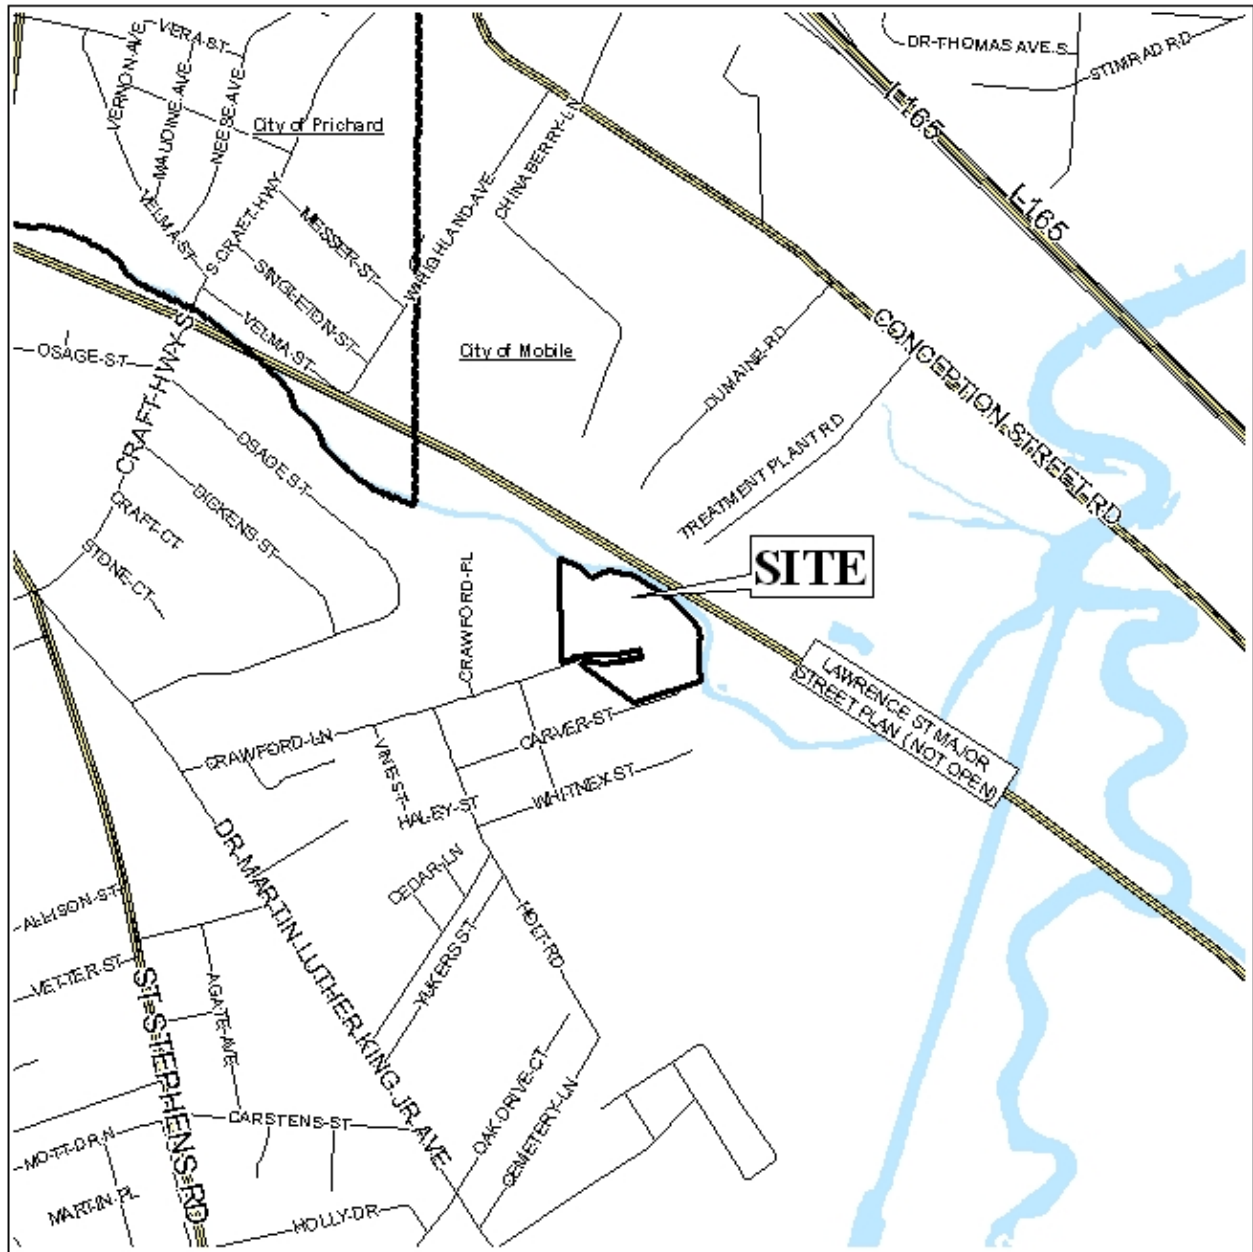 VERA-ST
DR-THOMAS AVE S
STIMRAD RD
VERNON-AVE
MAUDINE-AVE
NEESE-AVE
City of Prichard
I-165
I-165
CHINABERRY-LN
HIGHLAND-AVE
VELMA ST
S CRAFT-HWY
MEISSER-ST
SINGLETON-ST
VELMA-ST
OSAGE-ST
CRAFT-HWY-S
City of Mobile
DUMAINE-RD
CONCEPTION STREET RD
TREATMENT PLANT RD
OSAGE S-T
DICKENS-ST
CRAFT-CT
STONE-CT
CRAWFORD-PL
SITE
LAWRENCE ST MAJOR
STREET PLAN ( NOT OPEN)
CRAWFORD-LN
VINE ST
CARVER-ST
WHITNEY-ST
HALEY-ST
CEDAR-LN
YUKERS ST
HOLT-RD
DR-MARTIN-LUTHER KING-JR-AVE
ALLISON-ST
VETTER-ST
AGATE-AVE
ST-STEPHENS-RD
CARSTENS-ST
OAK-DRIVE-CT
CEMETERY-LN
MOTT-DR-N
MARTIN-PL
HOLLY-DR